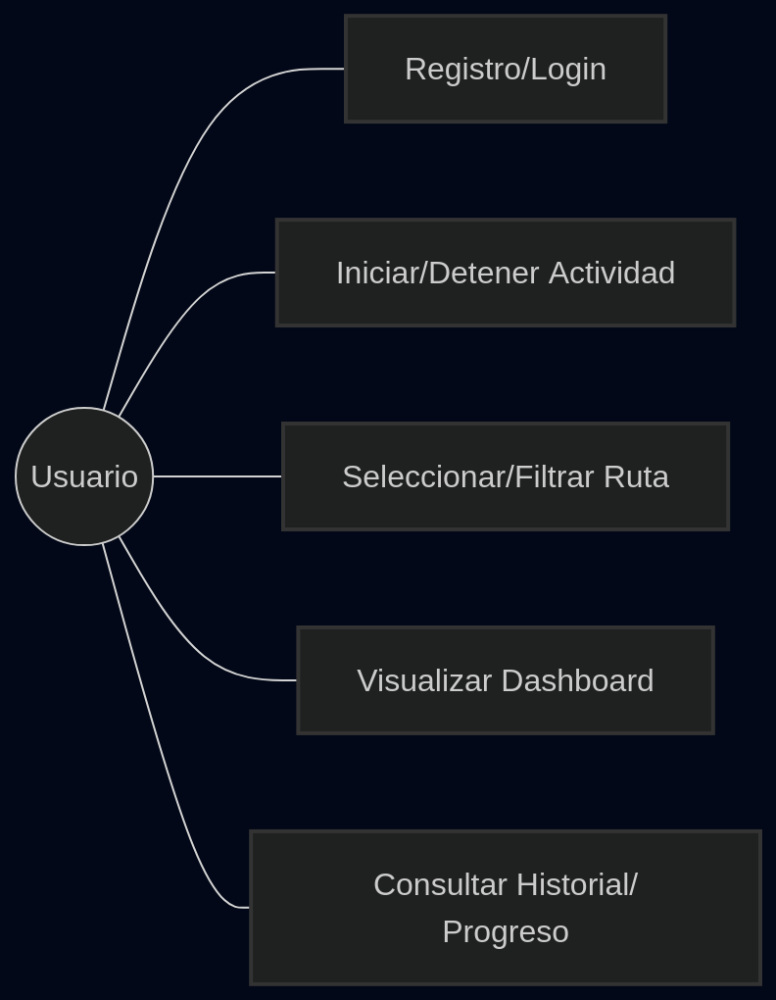 Registro/Login
Iniciar/Detener Actividad
Usuario
Seleccionar/Filtrar Ruta
Visualizar Dashboard
Consultar Historial/
Progreso